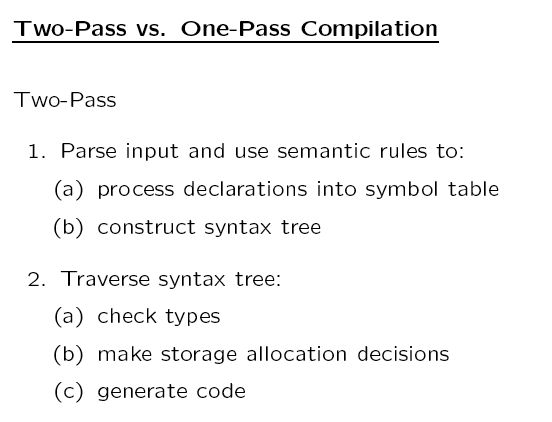 Two-Pass vs. One-Pass Compilation
Two-Pass
1. Parse input and use semantic rules to:
(a) process declarations into symbol table
(b) construct syntax tree
2. Traverse syntax tree:
(a) check types
(b) make storage allocation decisions
(c) generate code